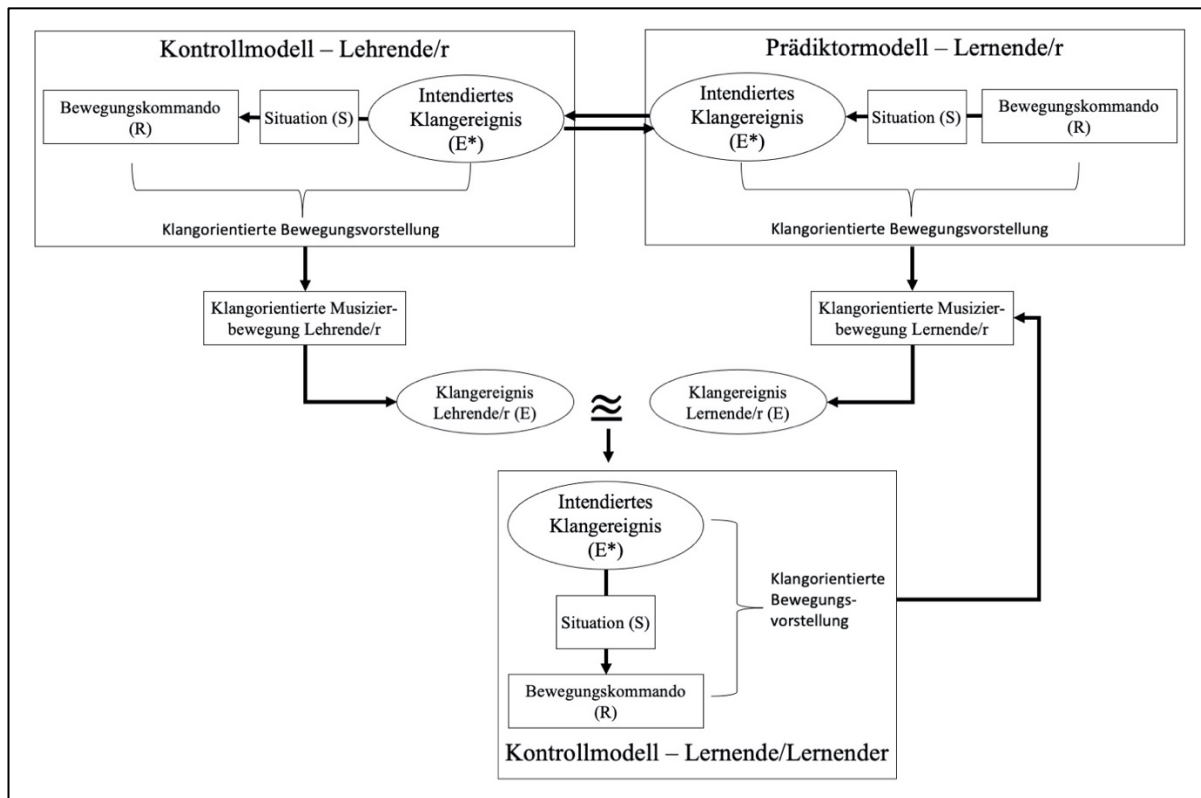 Kontrollmodell – Lehrende/r
Bewegungskommando
(R)
Situation (S)
Intendiertes
Klangereignis
(E*)
Klangorientierte Bewegungsvorstellung
Prädiktormodell – Lernende/r
Intendiertes
Klangereignis
(E*)
Situation (S)
Bewegungskommando
(R)
Klangorientierte Bewegungsvorstellung
Klangorientierte Musizier-
bewegung Lehrende/r
Klangorientierte Musizier-
bewegung Lernende/r
Klangereignis
Lehrende/r (E)
≊
Klangereignis
Lernende/r (E)
Intendiertes
Klangereignis
(E*)
Situation (S)
Bewegungskommando
(R)
Klangorientierte
Bewegungs-
vorstellung
Kontrollmodell – Lernende/Lernender